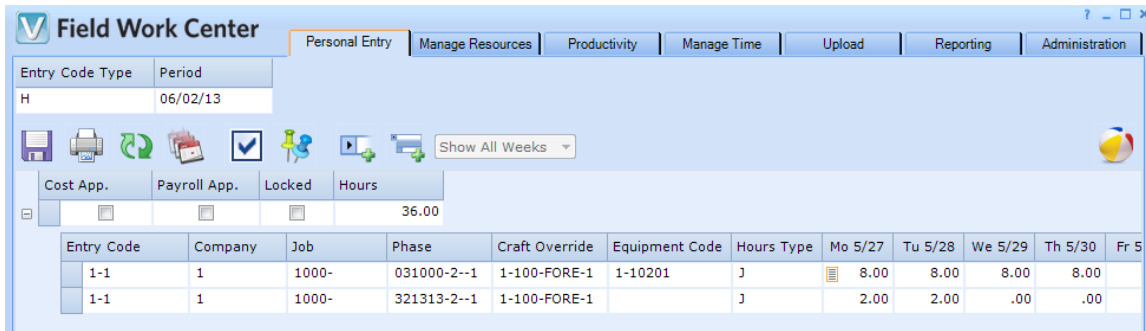 ? _ □ x
V Field Work Center
Personal Entry Manage Resources Productivity Manage Time Upload Reporting Administration
Entry Code Type Period
H 06/02/13
Show All Weeks
Cost App. Payroll App. Locked Hours
36.00
Entry Code Company Job Phase Craft Override Equipment Code Hours Type Mo 5/27 Tu 5/28 We 5/29 Th 5/30 Fr 5
1-1 1 1000- 031000-2--1 1-100-FORE-1 1-10201 J 8.00 8.00 8.00 8.00
1-1 1 1000- 321313-2--1 1-100-FORE-1 J 2.00 2.00 .00 .00